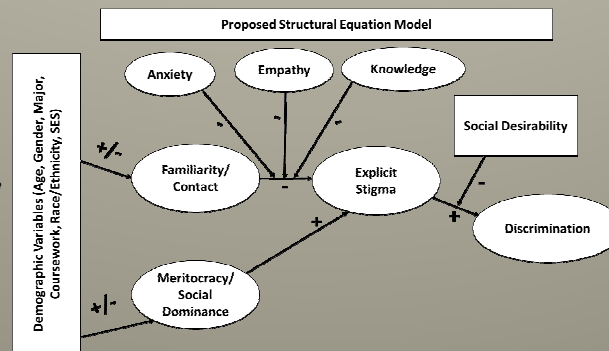 Proposed Structural Equation Model
Anxiety
Empathy
Knowledge
Social Desirability
Demographic Variables (Age, Gender, Major,
Coursework, Race/Ethnicity, SES)
+/-
Familiarity/
Contact
-
-
-
-
Explicit
Stigma
-
+
Discrimination
+
Meritocracy/
Social
Dominance
+/-